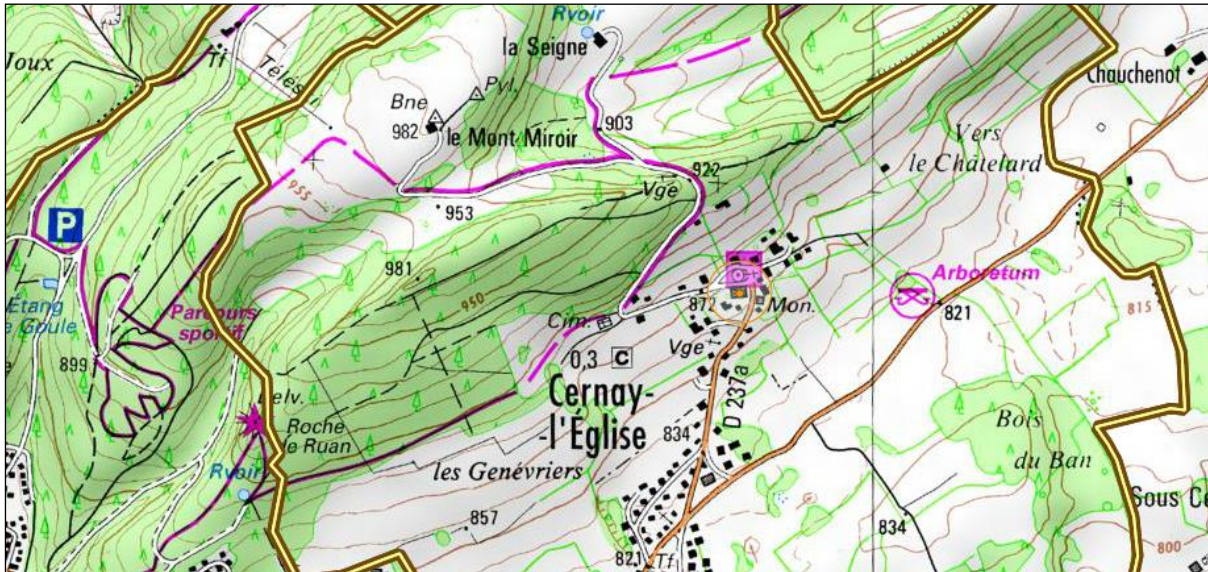 Rvoir
la Seigne
Joux
Tf
Télés
Chauchenot
Pyl.
Bne
982
le Mont Miroir
903
Vers
le Chatelard
922
Vge
955
953
P
981
Arboretum
821
815
Etang
Goule
950
Parcours
sportif
872
Mon.
Cim.
899
0,3
C
Vge
Cernay-
-l'Église
D 237a
Belv.
Roche
le Ruan
834
Bois
du Ban
les Genévriers
Rvoir
Sous Ce
857
834
821
Tf
800